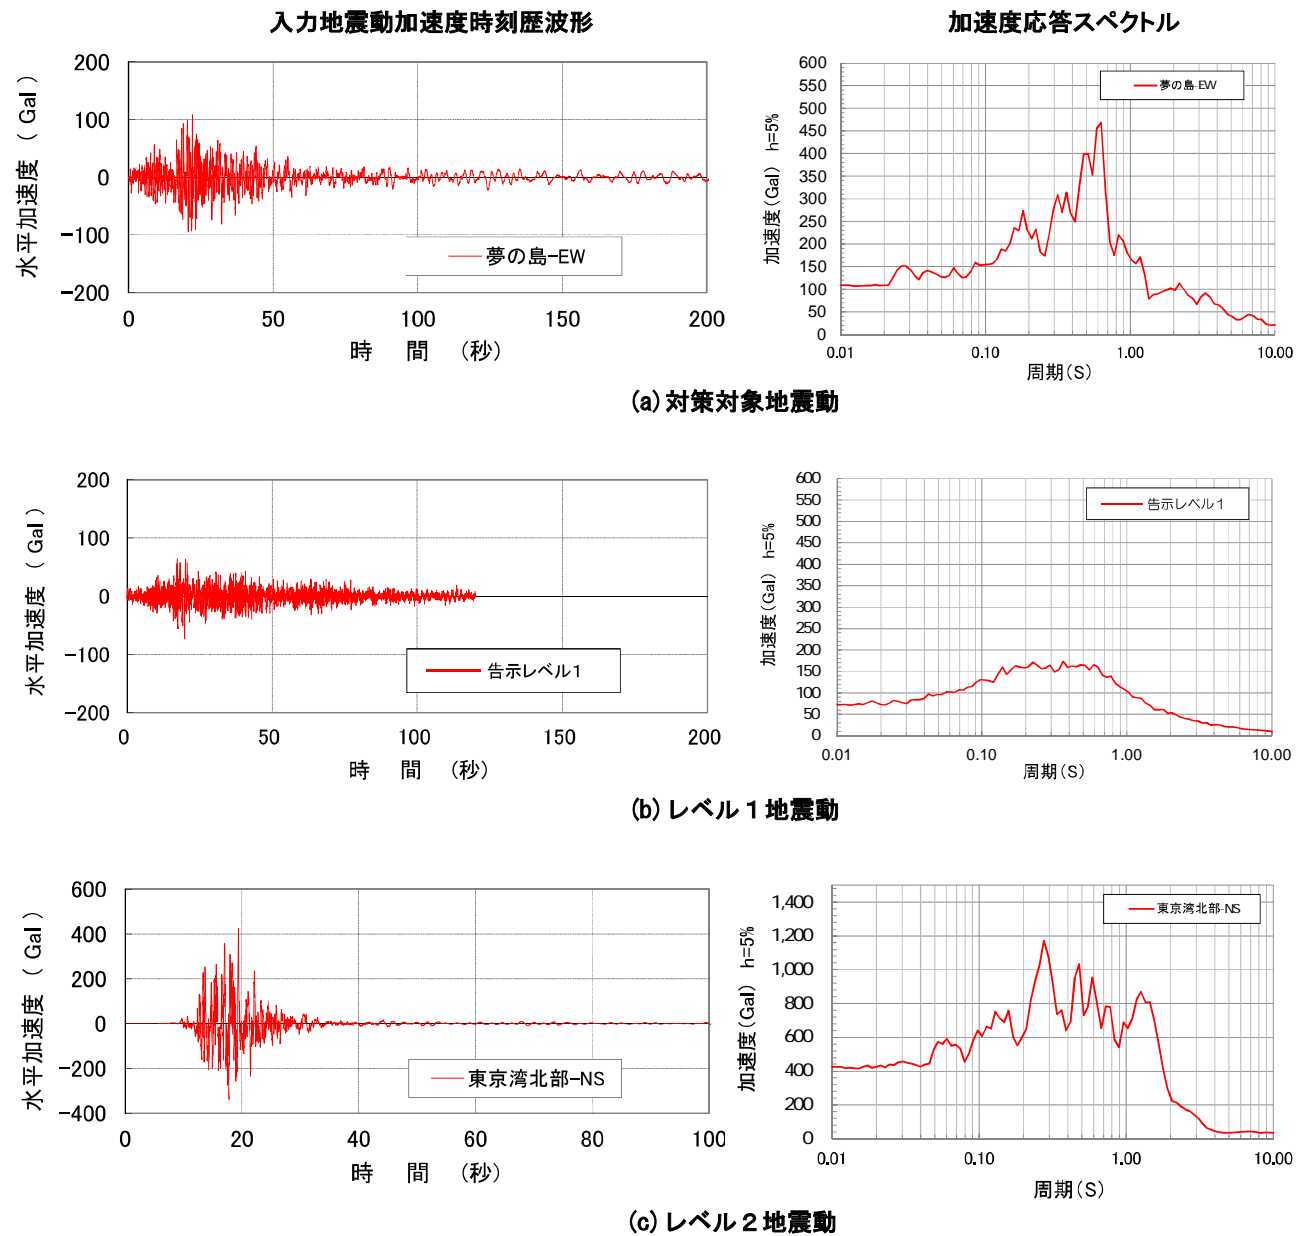 入力地震動加速度時刻歴波形
加速度応答スペクトル
水平加速度 (Gal)
200
100
0
-100
-200
夢の島-EW
0 50 100 150 200
時 間 (秒)
加速度(Gal) h=5%
600
550
500
450
400
350
300
250
200
150
100
50
0
夢の島-EW
0.01 0.10 1.00 10.00
周期(S)
(a) 対策対象地震動
水平加速度 (Gal)
200
100
0
-100
-200
告示レベル1
0 50 100 150 200
時 間 (秒)
加速度(Gal) h=5%
600
550
500
450
400
350
300
250
200
150
100
50
0
告示レベル1
0.01 0.10 1.00 10.00
周期(S)
(b) レベル1地震動
水平加速度 (Gal)
600
400
200
0
-200
-400
東京湾北部-NS
0 20 40 60 80 100
時 間 (秒)
加速度(Gal) h=5%
1,400
1,200
1,000
800
600
400
200
0
東京湾北部-NS
0.01 0.10 1.00 10.00
周期(S)
(c) レベル2地震動